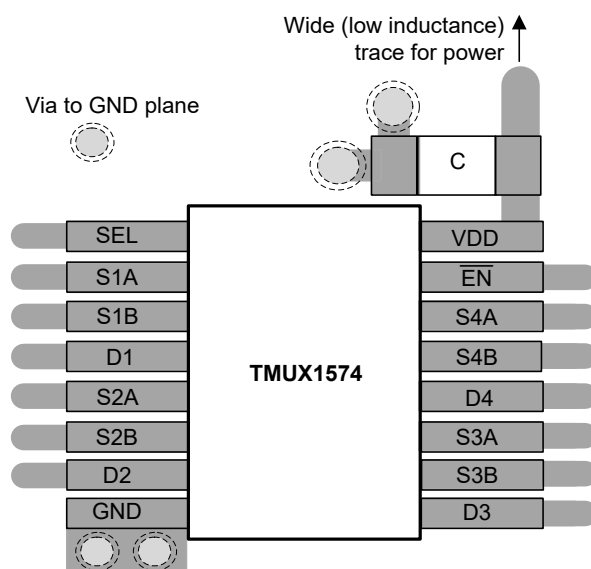 Wide (low inductance)
trace for power
Via to GND plane
C
SEL
S1A
S1B
D1
S2A
S2B
D2
GND
TMUX1574
VDD
E̅N̅
S4A
S4B
D4
S3A
S3B
D3